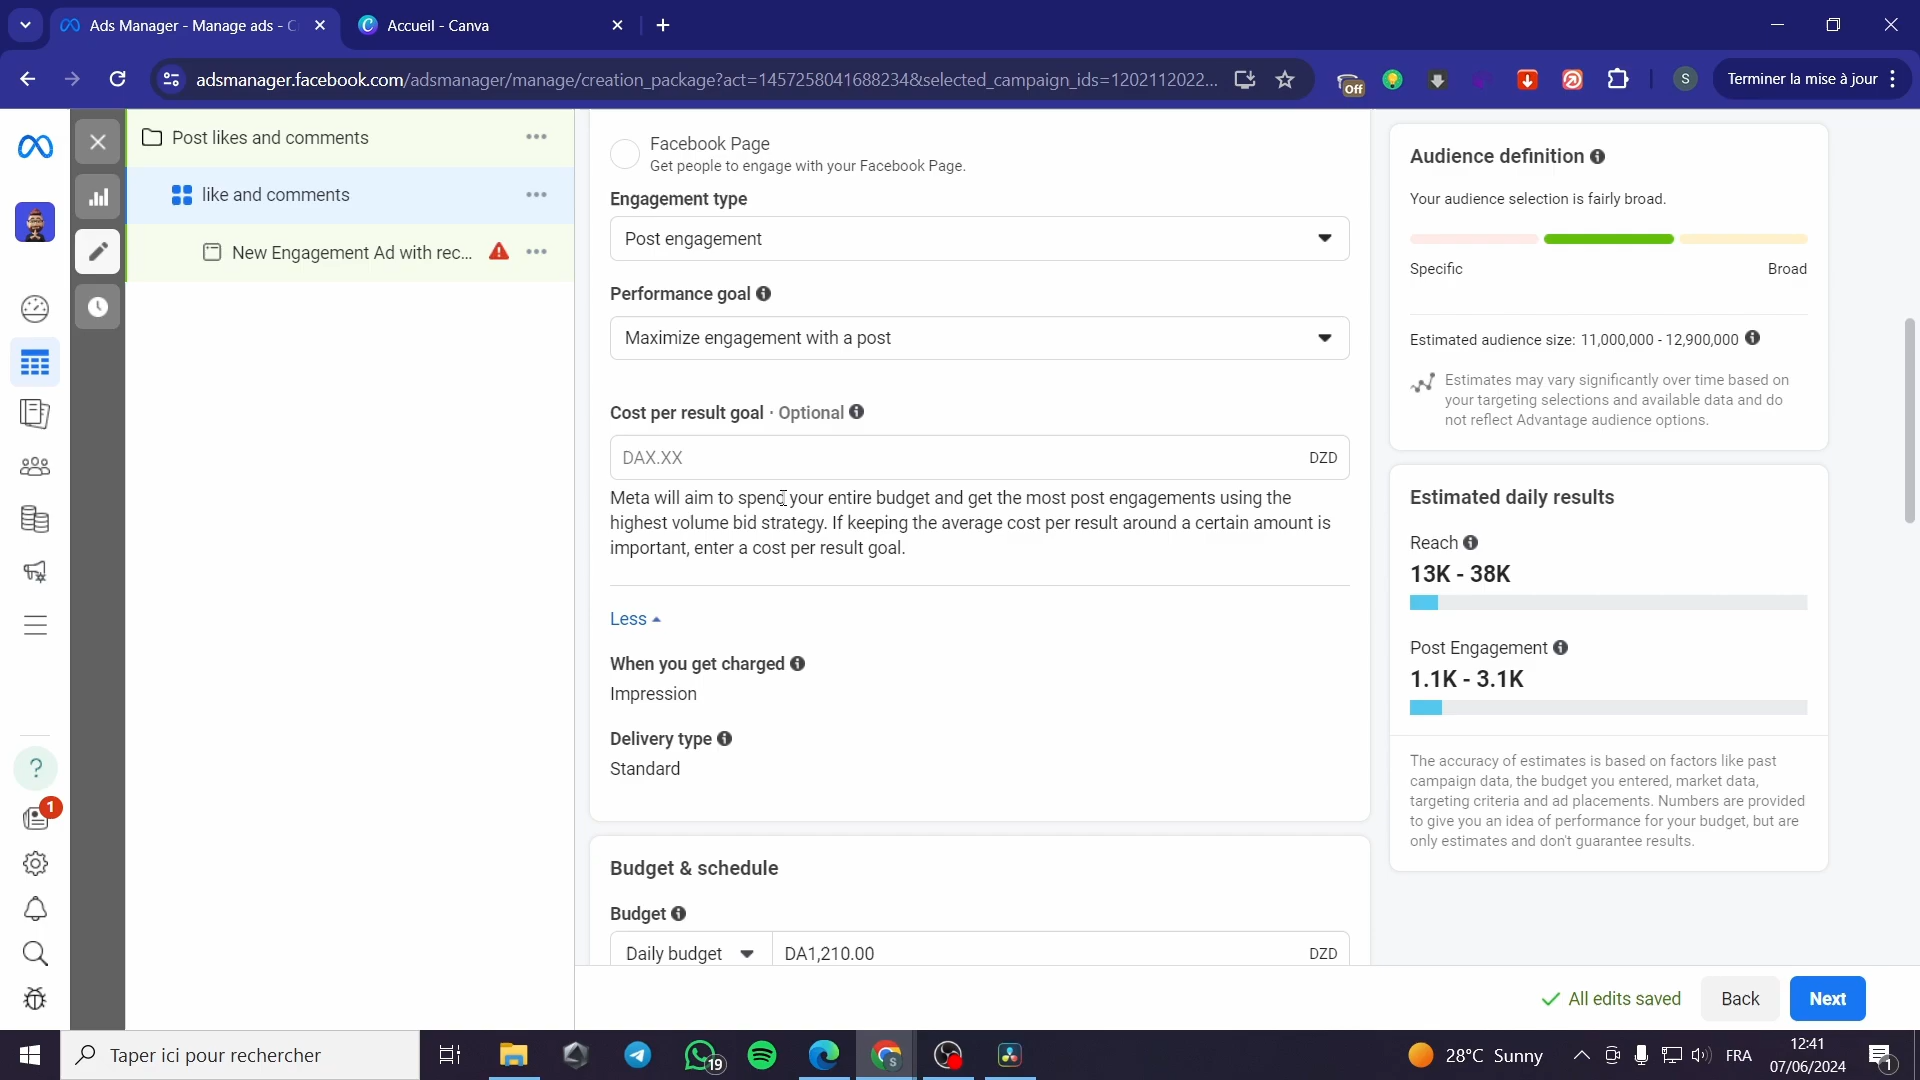 Ads Manager - Manage ads - C
Accueil - Canva
adsmanager.facebook.com/adsmanager/manage/creation_package?act=1457258041688234&selected_campaign_ids=1202112022...
Off
S
Terminer la mise à jour
Post likes and comments
like and comments
New Engagement Ad with rec...
Facebook Page
Get people to engage with your Facebook Page.
Engagement type
Post engagement
Performance goal
Maximize engagement with a post
Cost per result goal · Optional
DAX.XX
DZD
Meta will aim to spend your entire budget and get the most post engagements using the
highest volume bid strategy. If keeping the average cost per result around a certain amount is
important, enter a cost per result goal.
Less
When you get charged
Impression
Delivery type
Standard
Budget & schedule
Budget
Daily budget
DA1,210.00
DZD
Audience definition
Your audience selection is fairly broad.
Specific
Broad
Estimated audience size: 11,000,000 - 12,900,000
Estimates may vary significantly over time based on
your targeting selections and available data and do
not reflect Advantage audience options.
Estimated daily results
Reach
13K - 38K
Post Engagement
1.1K - 3.1K
The accuracy of estimates is based on factors like past
campaign data, the budget you entered, market data,
targeting criteria and ad placements. Numbers are provided
to give you an idea of performance for your budget, but are
only estimates and don't guarantee results.
1
All edits saved
Back
Next
Taper ici pour rechercher
19
S
28°C Sunny
FRA
12:41
07/06/2024
1